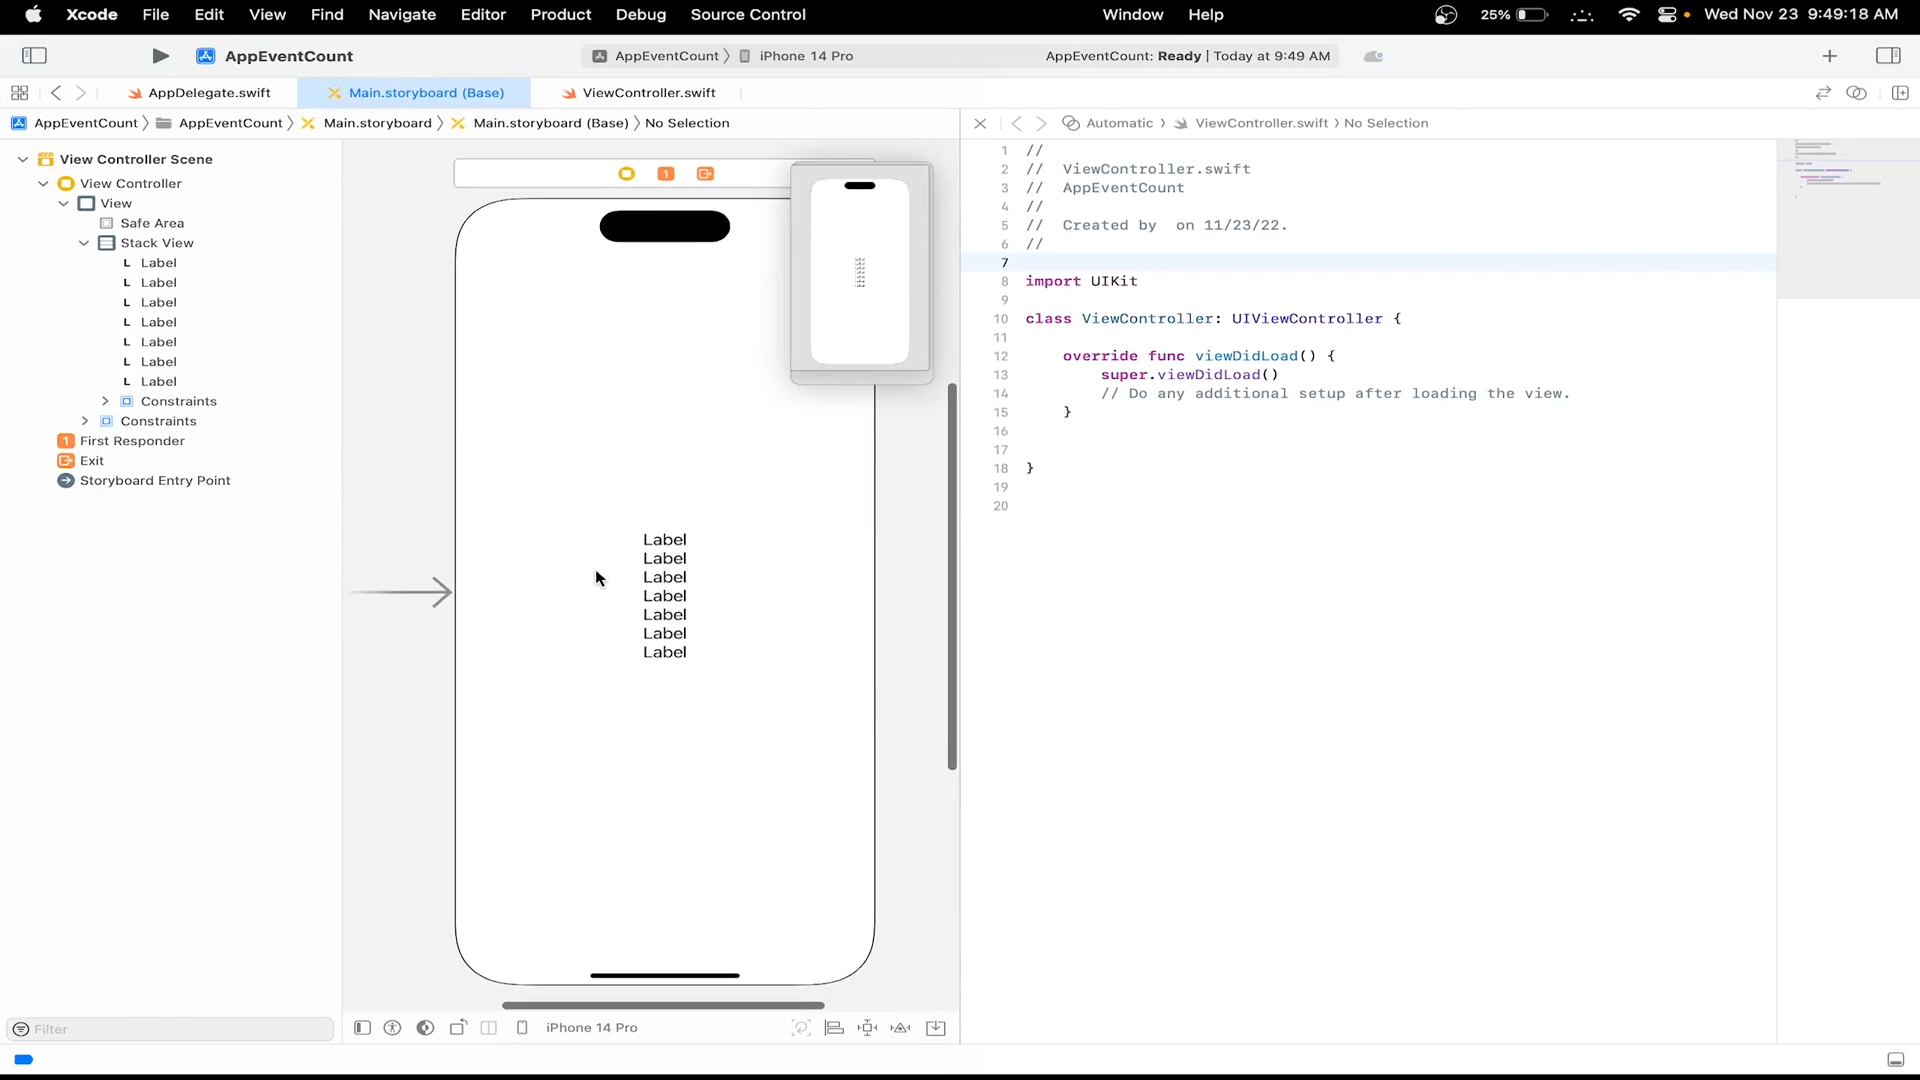 Xcode File Edit View Find Navigate Editor Product Debug Source Control Window Help 25% Wed Nov 23 9:49:18 AM
AppEventCount AppEventCount iPhone 14 Pro AppEventCount: Ready | Today at 9:49 AM
AppDelegate.swift Main.storyboard (Base) ViewController.swift
AppEventCount AppEventCount Main.storyboard Main.storyboard (Base) No Selection
Automatic ViewController.swift No Selection
View Controller Scene
View Controller
View
Safe Area
Stack View
L Label
L Label
L Label
L Label
L Label
L Label
L Label
Constraints
Constraints
1 First Responder
Exit
Storyboard Entry Point
Filter
1
Label
Label
Label
Label
Label
Label
Label
iPhone 14 Pro
1 //
2 // ViewController.swift
3 // AppEventCount
4 //
5 // Created by on 11/23/22.
6 //
7
8 import UIKit
9
10 class ViewController: UIViewController {
11
12 override func viewDidLoad() {
13 super.viewDidLoad()
14 // Do any additional setup after loading the view.
15 }
16
17
18 }
19
20